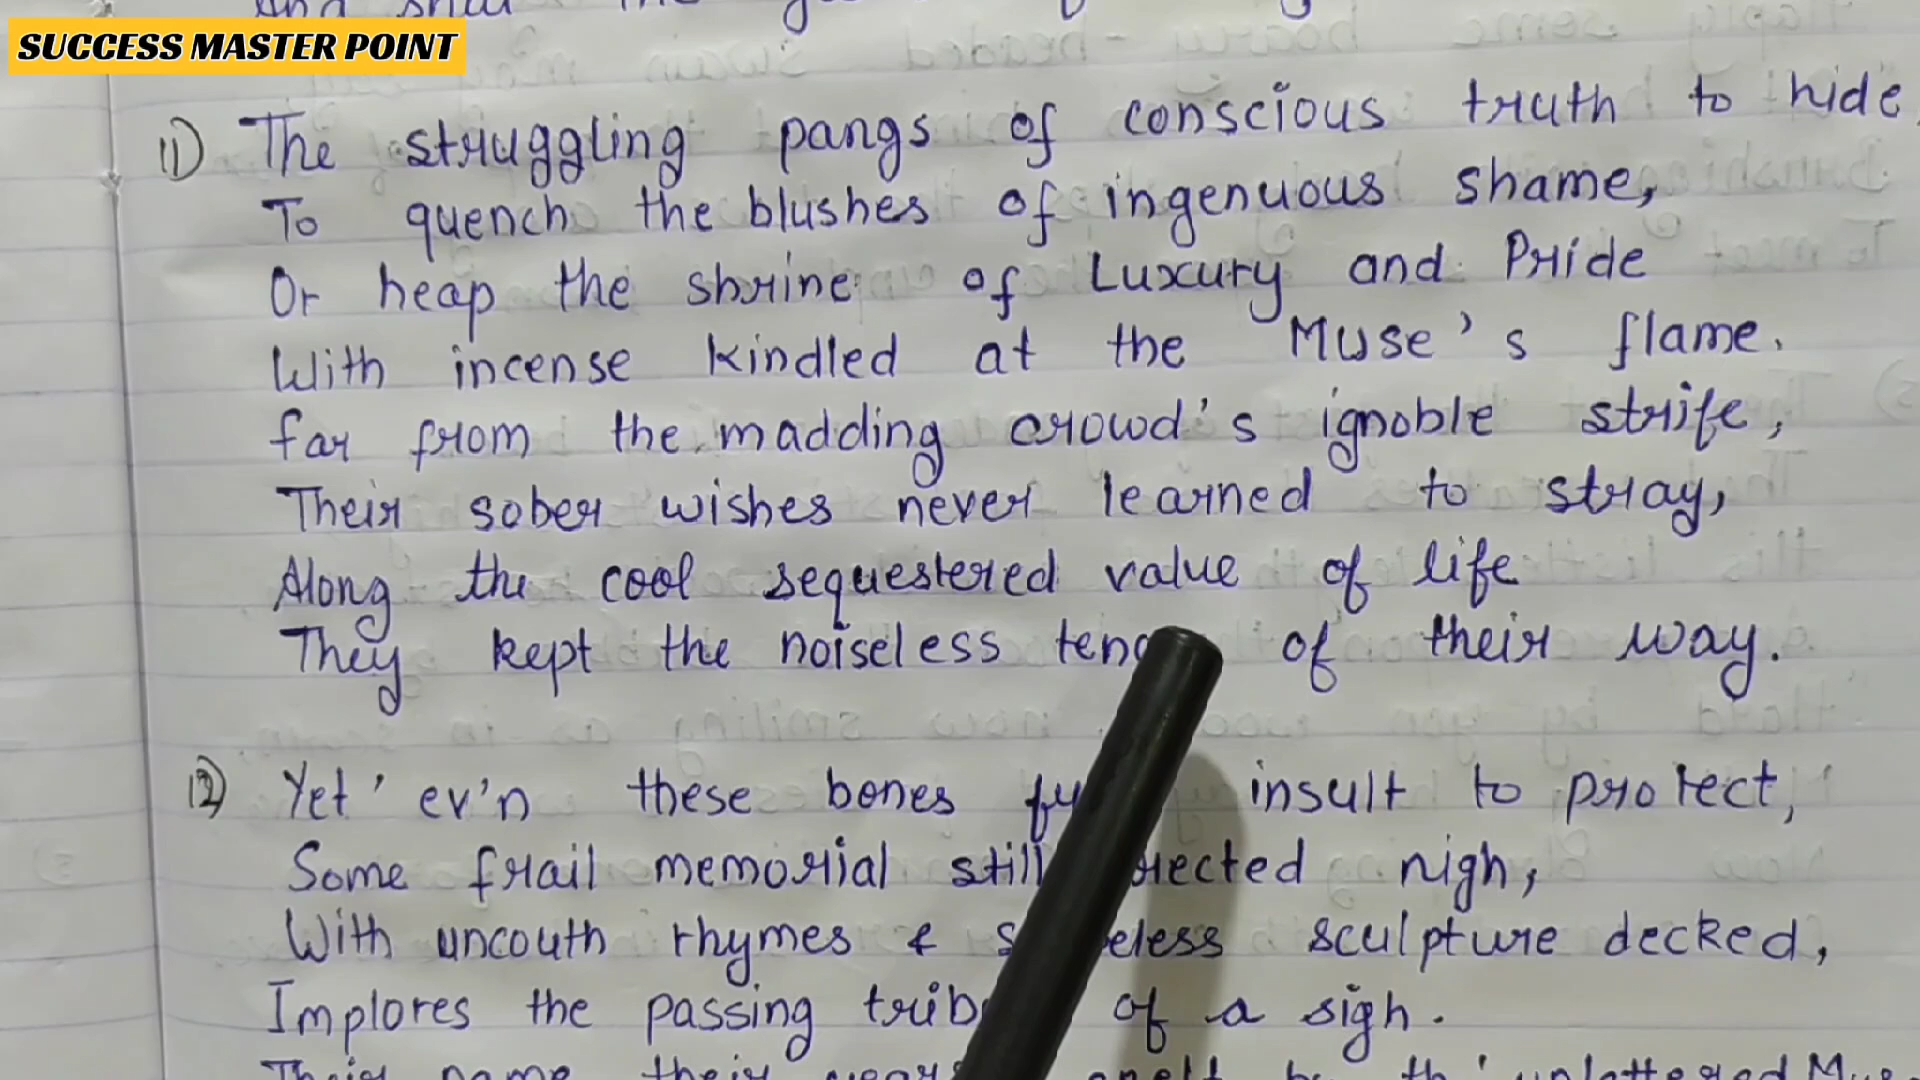 SUCCESS MASTER POINT
11) The struggling pangs of conscious truth to hide,
To quench the blushes of ingenuous shame,
Or heap the shrine of Luxury and Pride
With incense kindled at the Muse's flame.
far from the madding crowd's ignoble strife,
Their sober wishes never learned to stray,
Along the cool sequestered value of life
They kept the noiseless of their way.
12) Yet' ev'n these bones insult to protect,
Some frail memorial still nigh,
With uncouth rhymes & sculpture decked,
Implores the passing of a sigh.